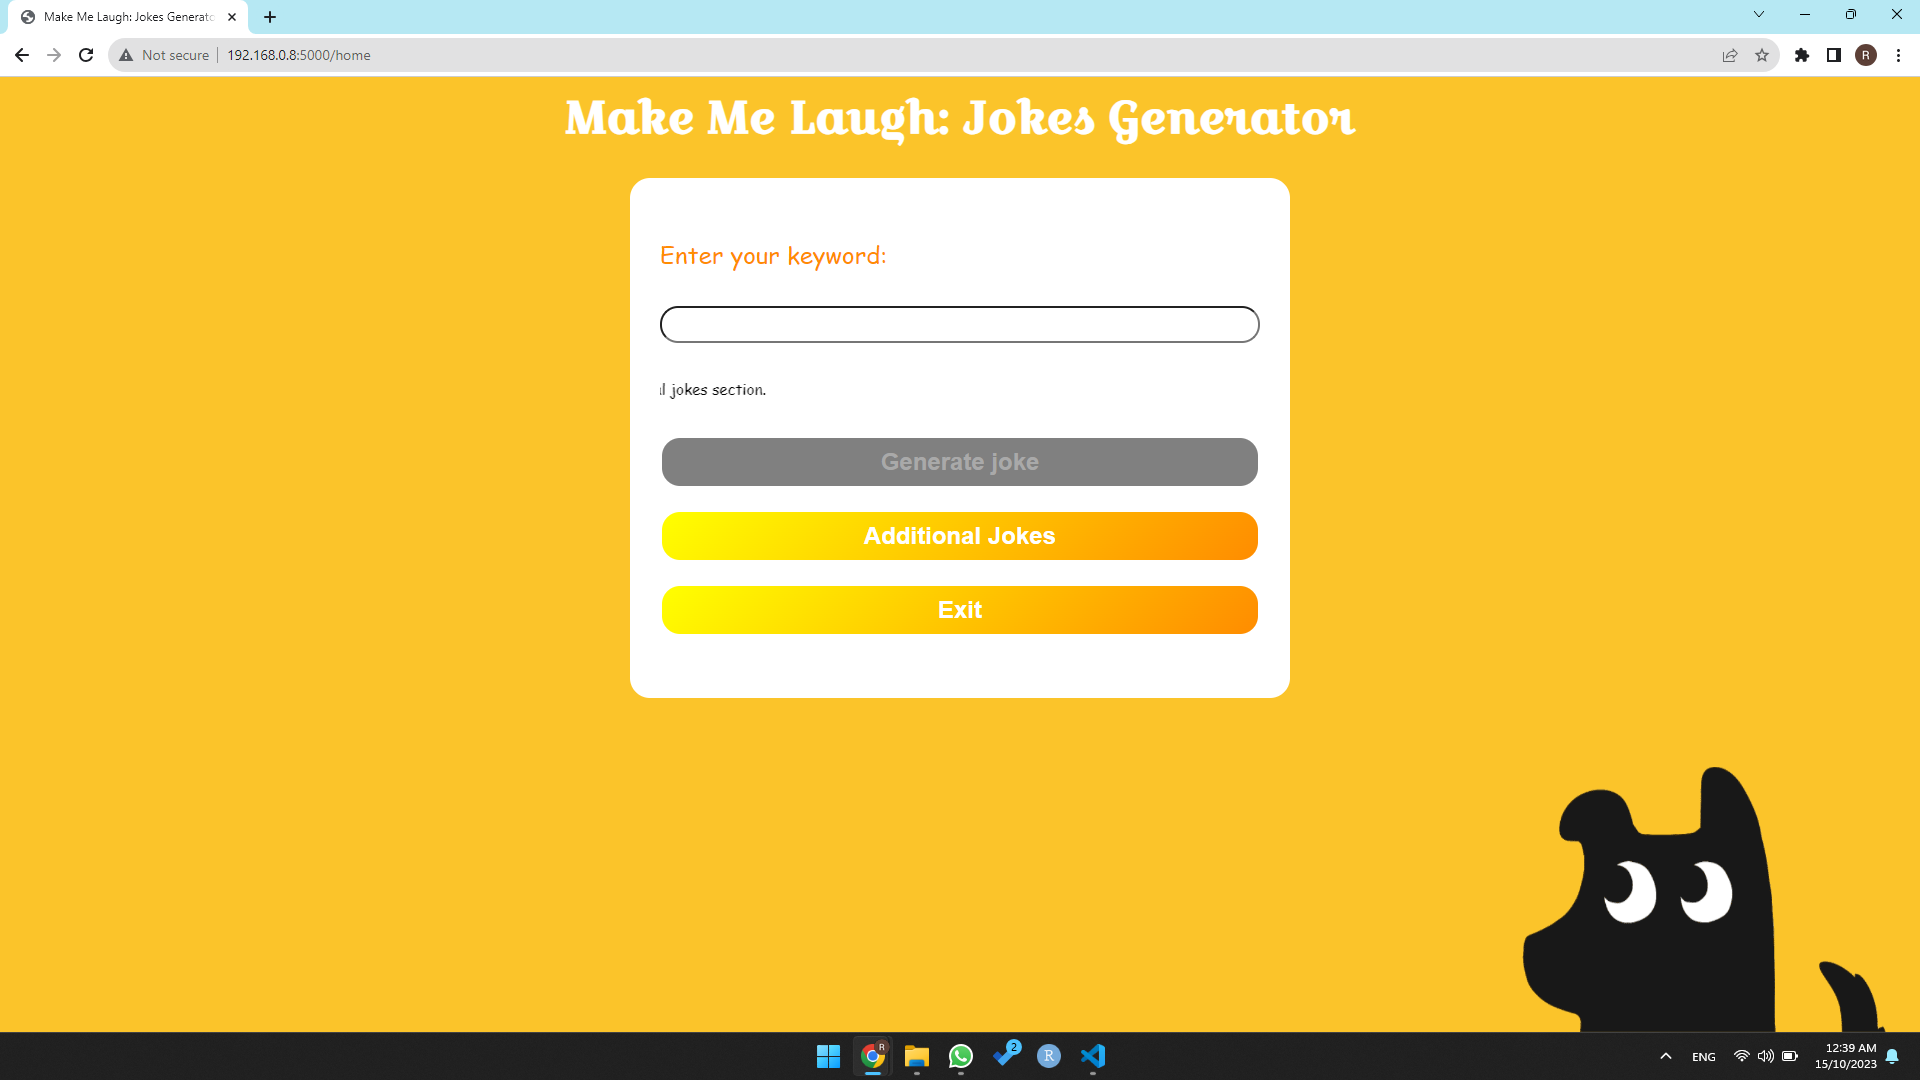 Make Me Laugh: Jokes Generato
Not secure
192.168.0.8:5000/home
R
Make Me Laugh: Jokes Generator
Enter your keyword:
l jokes section.
Generate joke
Additional Jokes
Exit
R
2
R
ENG
12:39 AM
15/10/2023